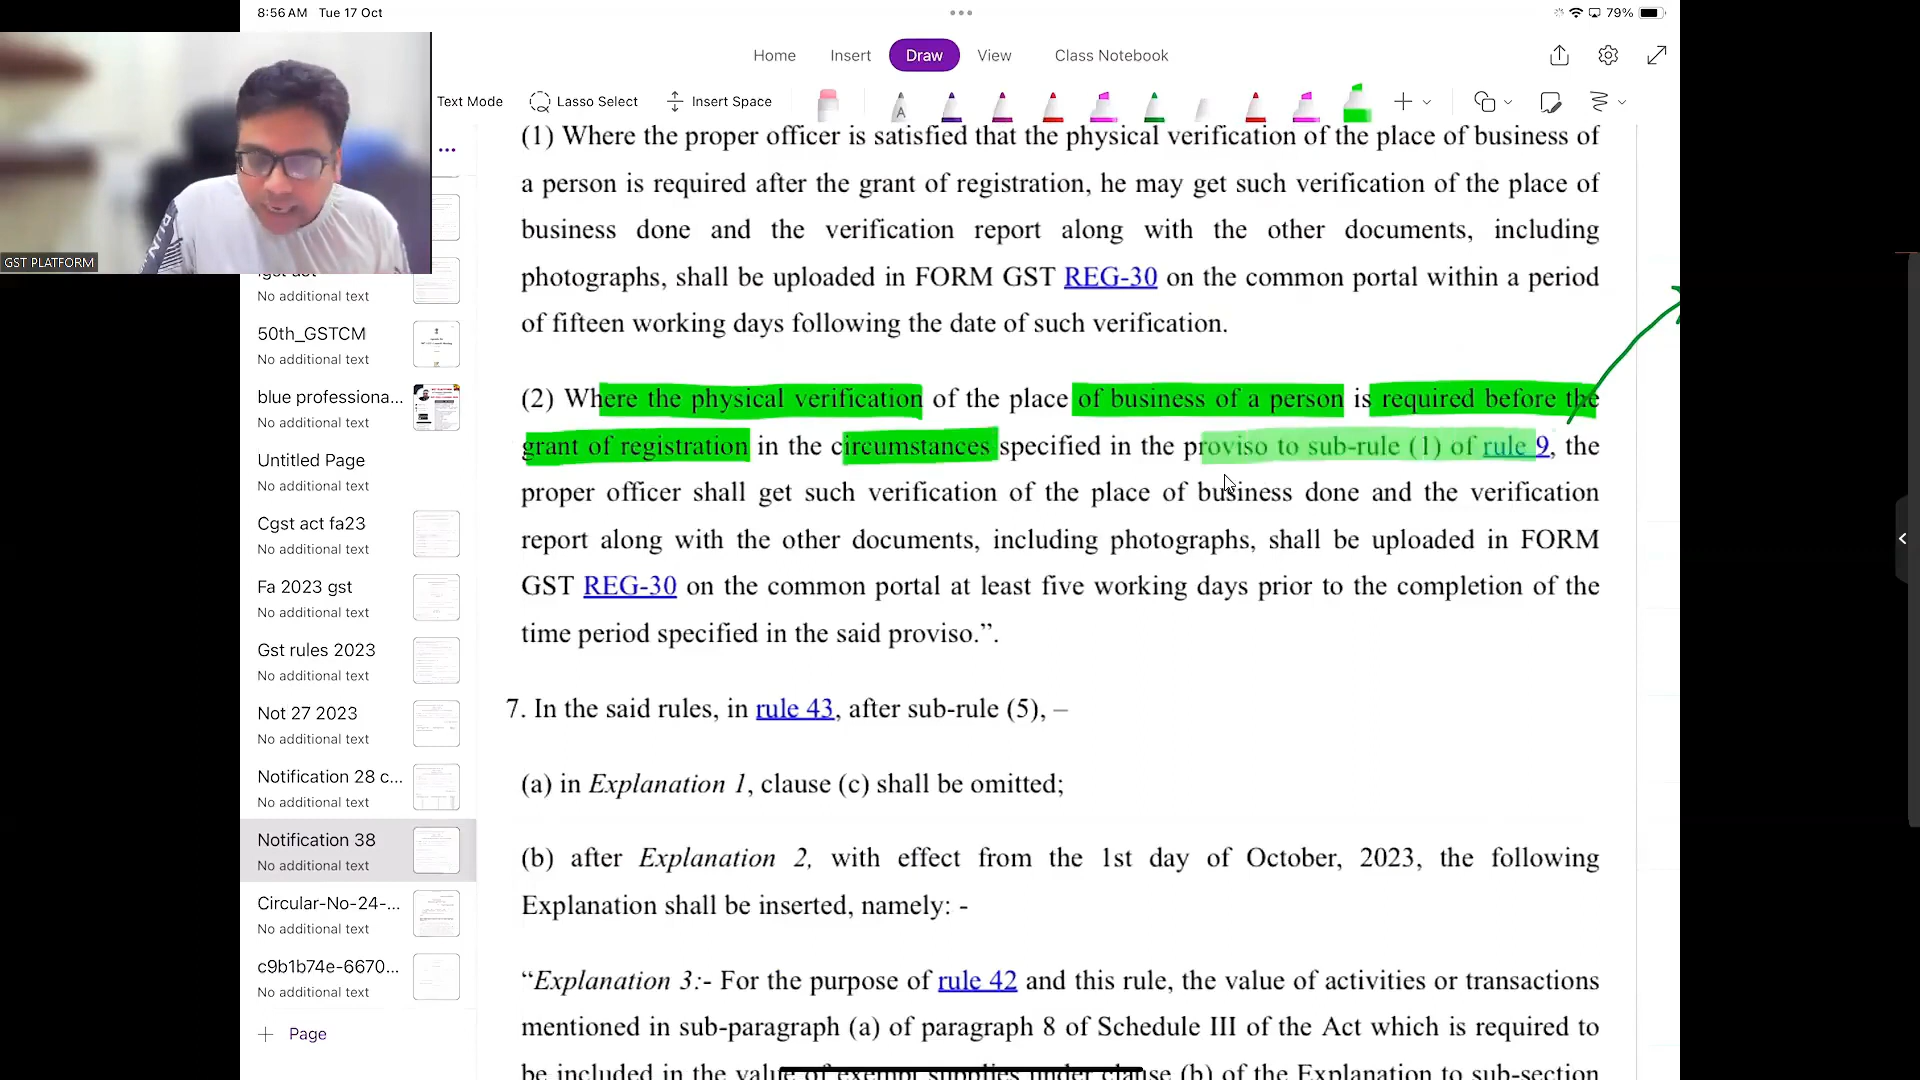 8:56 AM Tue 17 Oct
79%
Home Insert Draw View Class Notebook
Text Mode Lasso Select Insert Space
GST PLATFORM
No additional text
50th_GSTCM
No additional text
blue professiona...
No additional text
Untitled Page
No additional text
Cgst act fa23
No additional text
Fa 2023 gst
No additional text
Gst rules 2023
No additional text
Not 27 2023
No additional text
Notification 28 c...
No additional text
Notification 38
No additional text
Circular-No-24-...
No additional text
c9b1b74e-6670...
No additional text
+ Page
(1) Where the proper officer is satisfied that the physical verification of the place of business of
a person is required after the grant of registration, he may get such verification of the place of
business done and the verification report along with the other documents, including
photographs, shall be uploaded in FORM GST REG-30 on the common portal within a period
of fifteen working days following the date of such verification.
(2) Where the physical verification of the place of business of a person is required before the
grant of registration in the circumstances specified in the proviso to sub-rule (1) of rule 9, the
proper officer shall get such verification of the place of business done and the verification
report along with the other documents, including photographs, shall be uploaded in FORM
GST REG-30 on the common portal at least five working days prior to the completion of the
time period specified in the said proviso.”.
7. In the said rules, in rule 43, after sub-rule (5), –
(a) in Explanation 1, clause (c) shall be omitted;
(b) after Explanation 2, with effect from the 1st day of October, 2023, the following
Explanation shall be inserted, namely: -
“Explanation 3:- For the purpose of rule 42 and this rule, the value of activities or transactions
mentioned in sub-paragraph (a) of paragraph 8 of Schedule III of the Act which is required to
be included in the value of exempt supplies under clause (b) of the Explanation to sub-section